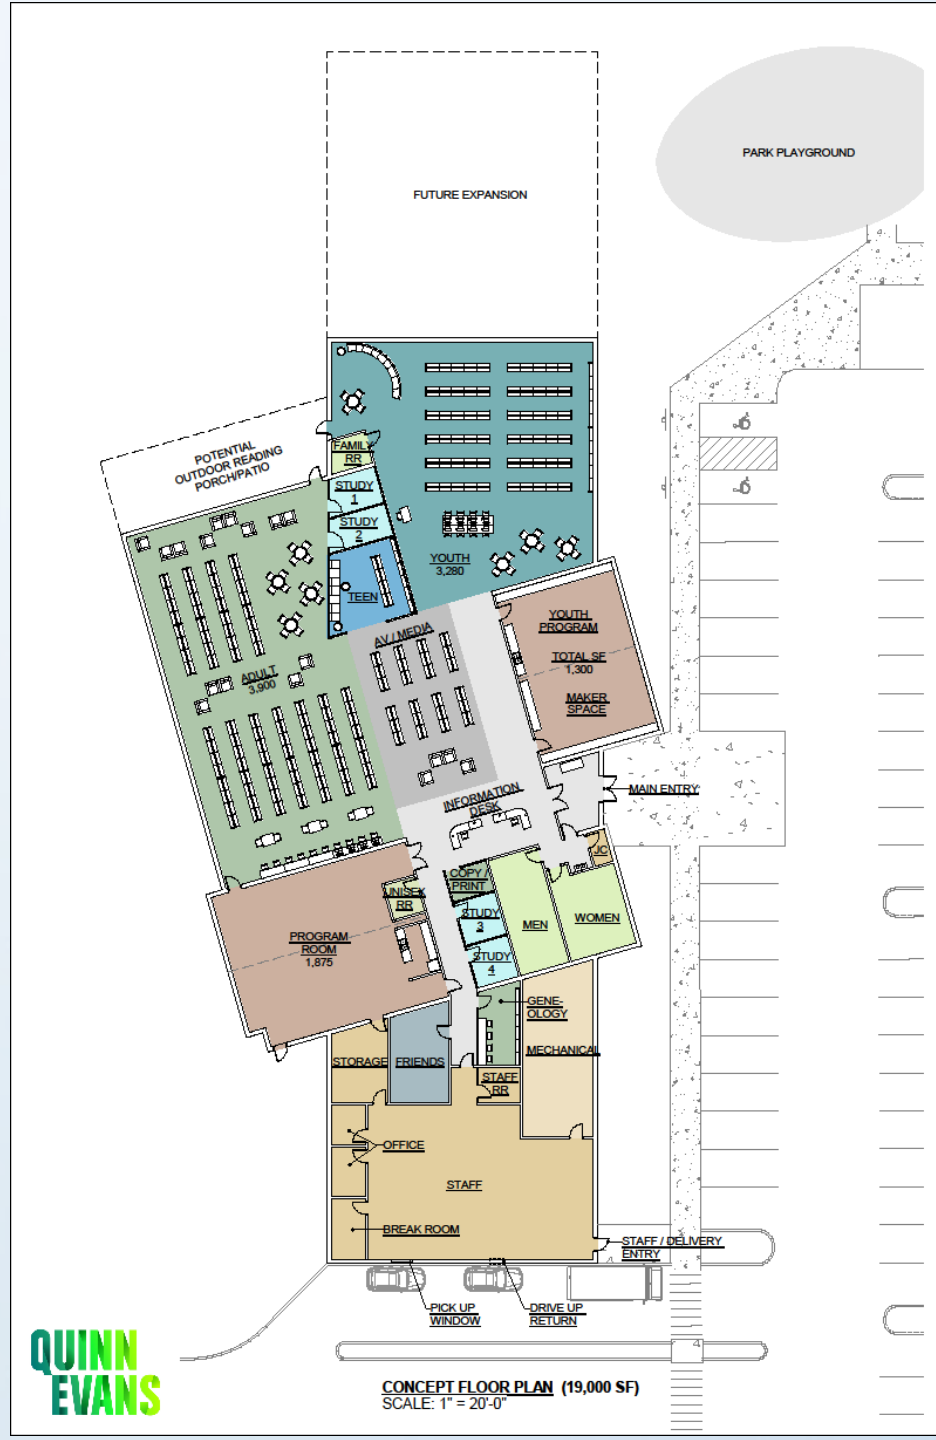 FUTURE EXPANSION
PARK PLAYGROUND
POTENTIAL
OUTDOOR READING
PORCH/PATIO
FAMILY
RR
STUDY
1
STUDY
2
YOUTH
3,280
TEEN
YOUTH
PROGRAM
TOTAL SF
1,300
MAKER
SPACE
AV / MEDIA
ADULT
3,900
INFORMATION
DESK
MAIN ENTRY
JC
COPY /
PRINT
UNISEX
RR
STUDY
3
MEN
WOMEN
PROGRAM
ROOM
1,875
STUDY
4
GENE-
OLOGY
MECHANICAL
STORAGE
FRIENDS
STAFF
RR
OFFICE
STAFF
BREAK ROOM
STAFF / DELIVERY
ENTRY
PICK UP
WINDOW
DRIVE UP
RETURN
QUINN
EVANS
CONCEPT FLOOR PLAN (19,000 SF)
SCALE: 1" = 20'-0"